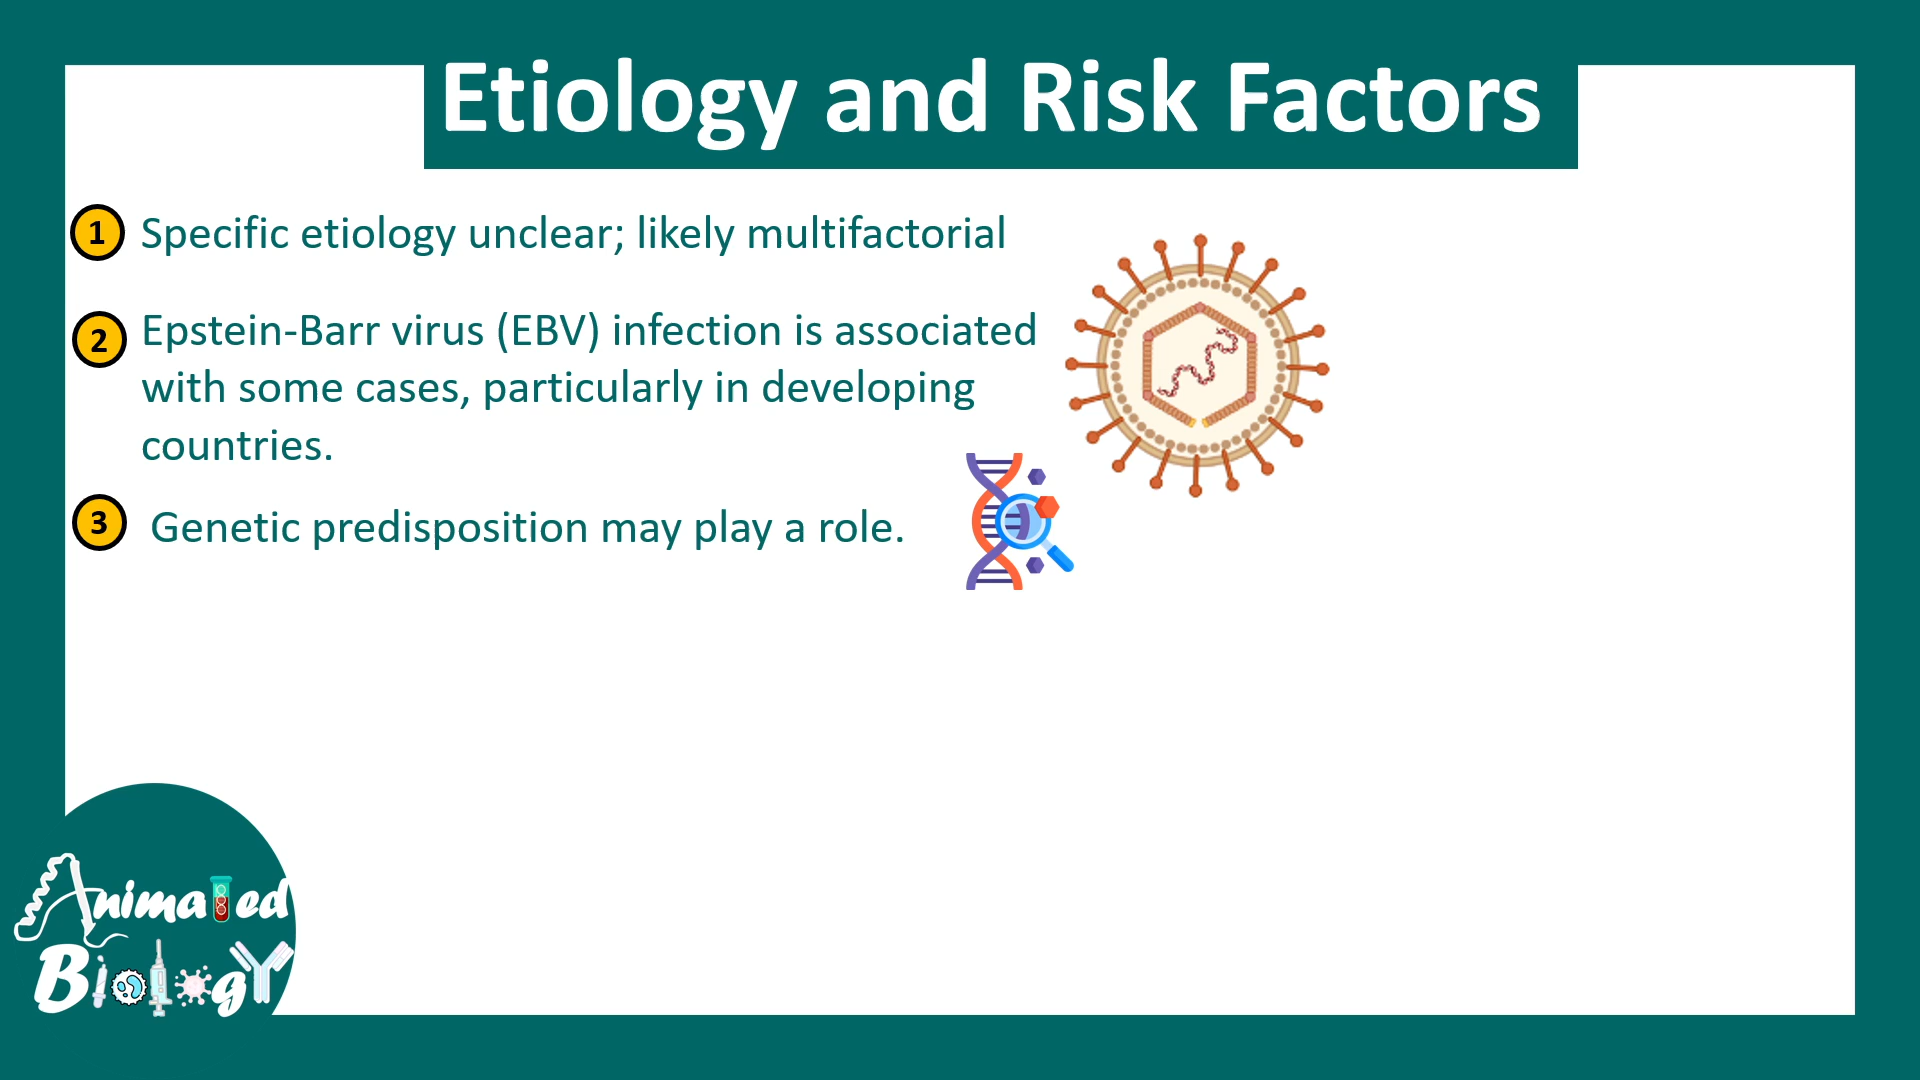 Etiology and Risk Factors
1 Specific etiology unclear; likely multifactorial
2 Epstein-Barr virus (EBV) infection is associated
with some cases, particularly in developing
countries.
3 Genetic predisposition may play a role.
Animated
Biology